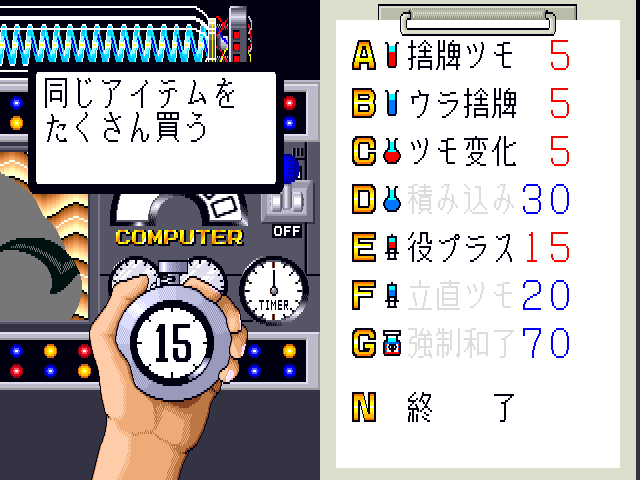 同じアイテムを
たくさん買う
COMPUTER
OFF
TIMER
15
A 捨牌ツモ 5
B ウラ捨牌 5
C ツモ変化 5
D 積み込み 30
E 役プラス 15
F 立直ツモ 20
G 強制和了 70
N 終 了